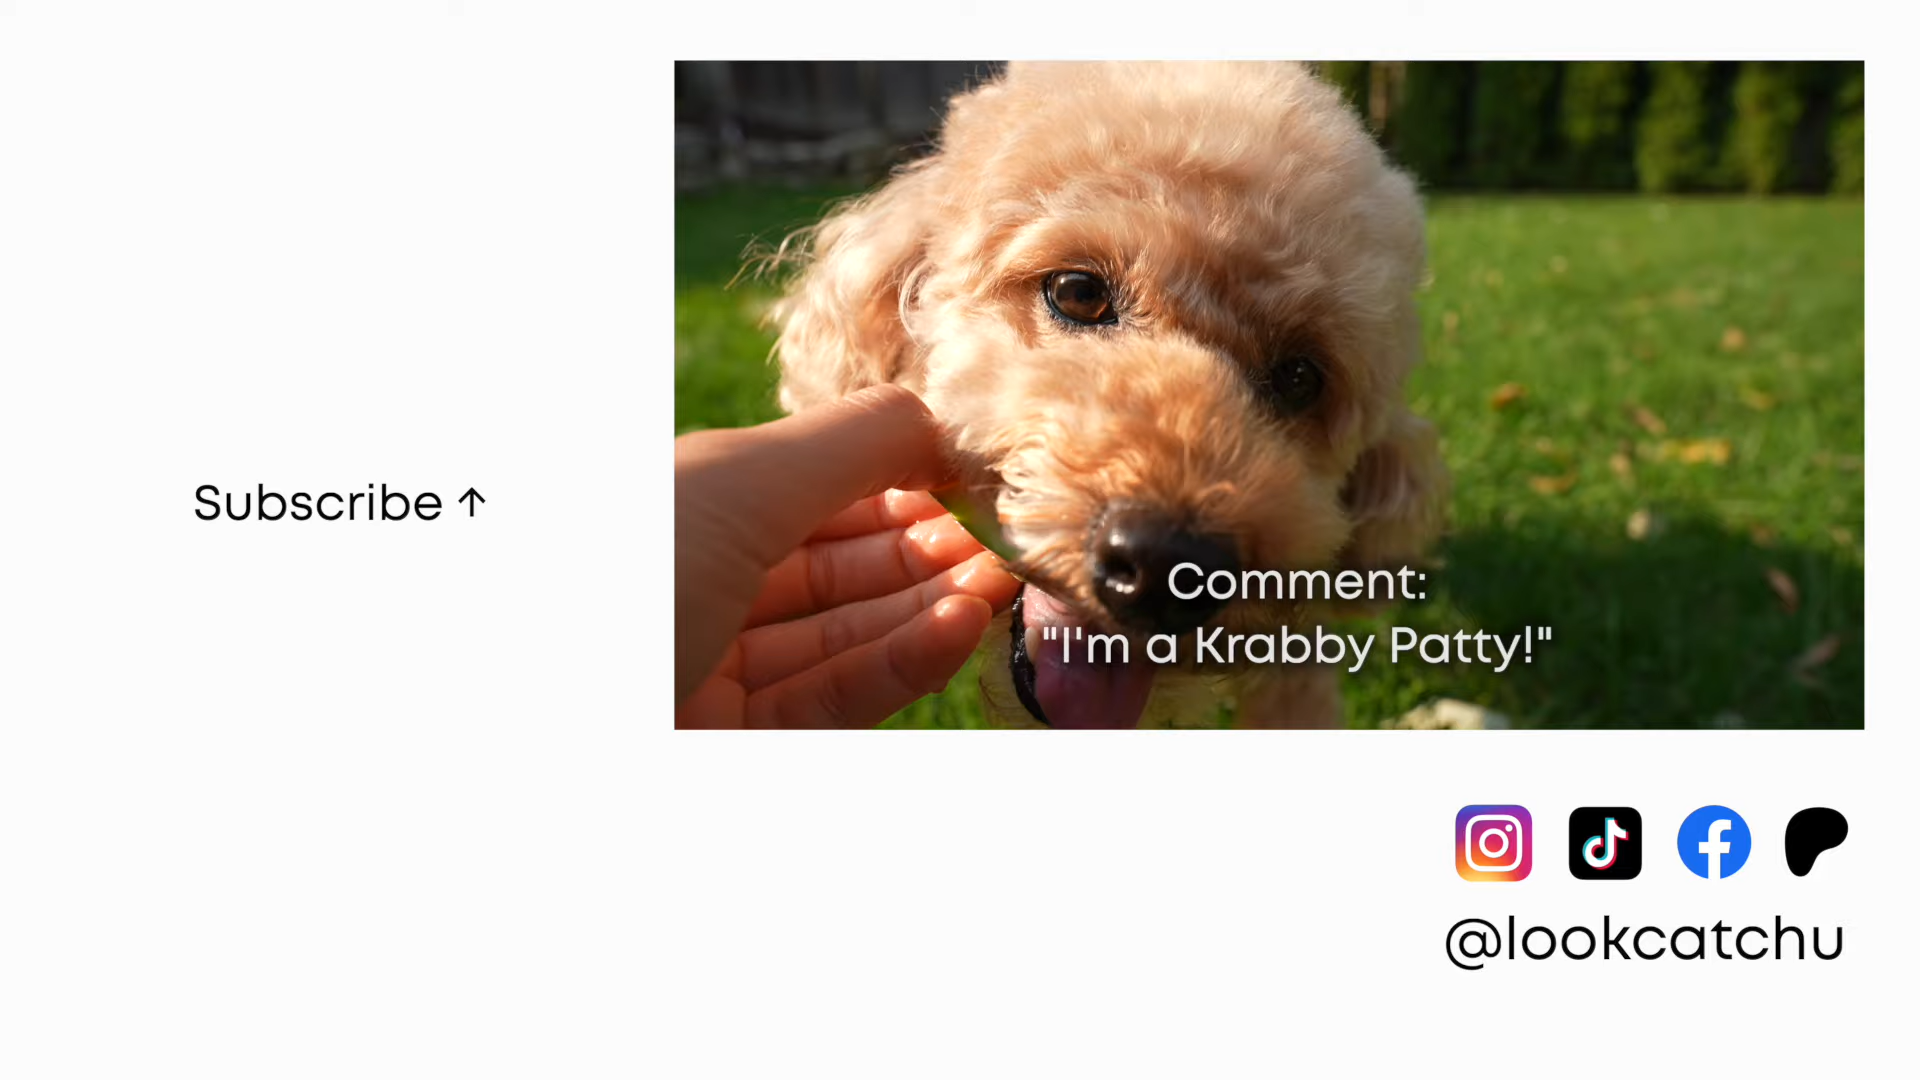 Subscribe ↑
Comment:
"I'm a Krabby Patty!"
@lookcatchu